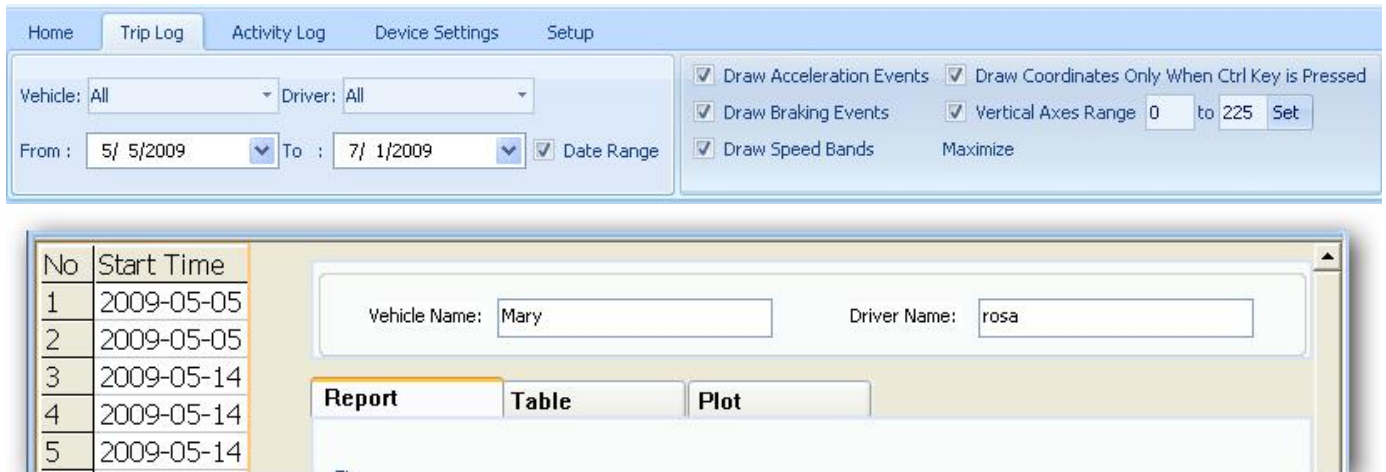 Home Trip Log Activity Log Device Settings Setup
Vehicle: All Driver: All
From : 5/ 5/2009 To : 7/ 1/2009 Date Range
Draw Acceleration Events Draw Coordinates Only When Ctrl Key is Pressed
Draw Braking Events Vertical Axes Range 0 to 225 Set
Draw Speed Bands Maximize
No Start Time
1 2009-05-05
2 2009-05-05
3 2009-05-14
4 2009-05-14
5 2009-05-14
Vehicle Name: Mary Driver Name: rosa
Report Table Plot